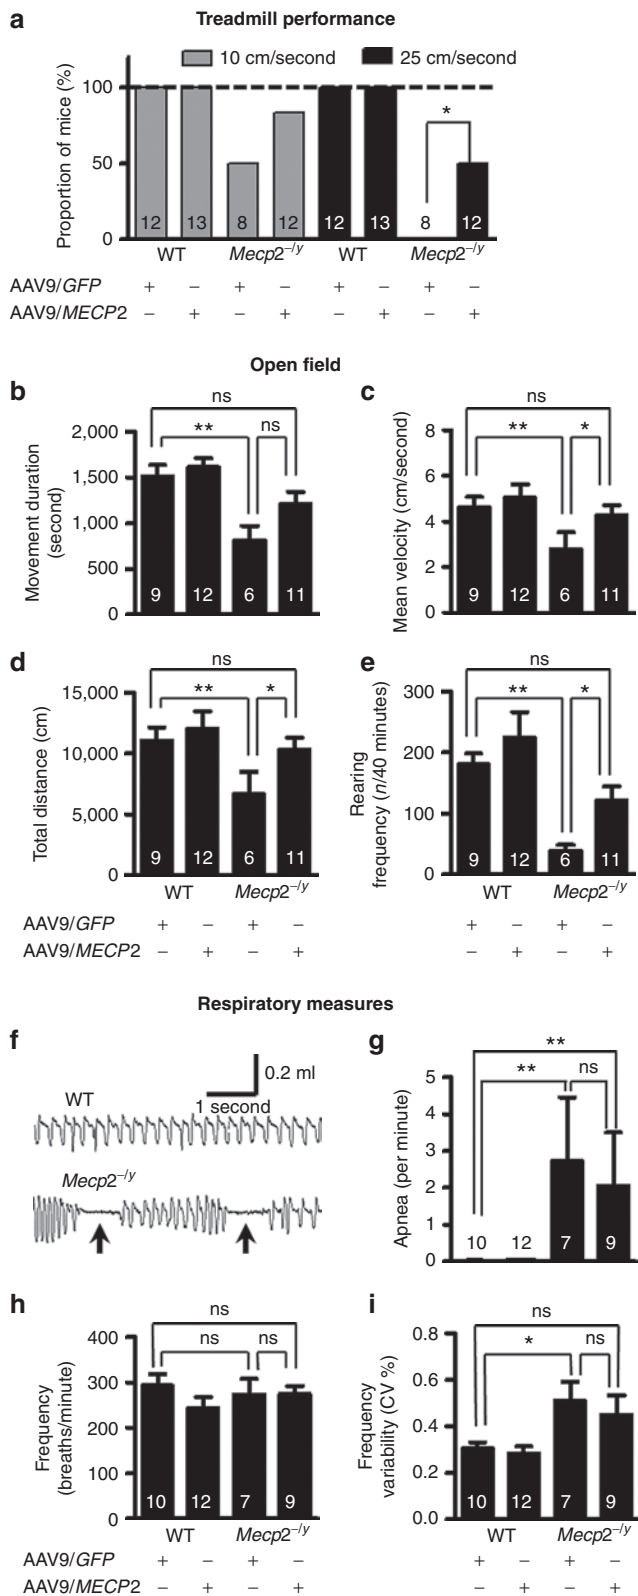 a
Treadmill performance
10 cm/second 25 cm/second
Proportion of mice (%)
100
50
0
12 13 8 12 12 13 8 12
*
WT Mecp2–/y WT Mecp2–/y
AAV9/GFP + – + – + – + –
AAV9/MECP2 – + – + – + – +
Open field
b
ns
** ns
Movement duration
(second)
2,000
1,500
1,000
500
0
9 12 6 11
c
ns
** *
Mean velocity (cm/second)
8
6
4
2
0
9 12 6 11
d
ns
** *
Total distance (cm)
15,000
10,000
5,000
0
9 12 6 11
WT Mecp2–/y
AAV9/GFP + – + –
AAV9/MECP2 – + – +
e
ns
** *
Rearing
frequency (n/40 minutes)
300
200
100
0
9 12 6 11
WT Mecp2–/y
+ – + –
– + – +
Respiratory measures
f
0.2 ml
1 second
WT
Mecp2–/y
g
**
** ns
Apnea (per minute)
5
4
3
2
1
0
10 12 7 9
h
ns
ns ns
Frequency
(breaths/minute)
400
300
200
100
0
10 12 7 9
WT Mecp2–/y
AAV9/GFP + – + –
AAV9/MECP2 – + – +
i
ns
* ns
Frequency
variability (CV %)
0.8
0.6
0.4
0.2
0.0
10 12 7 9
WT Mecp2–/y
+ – + –
– + – +